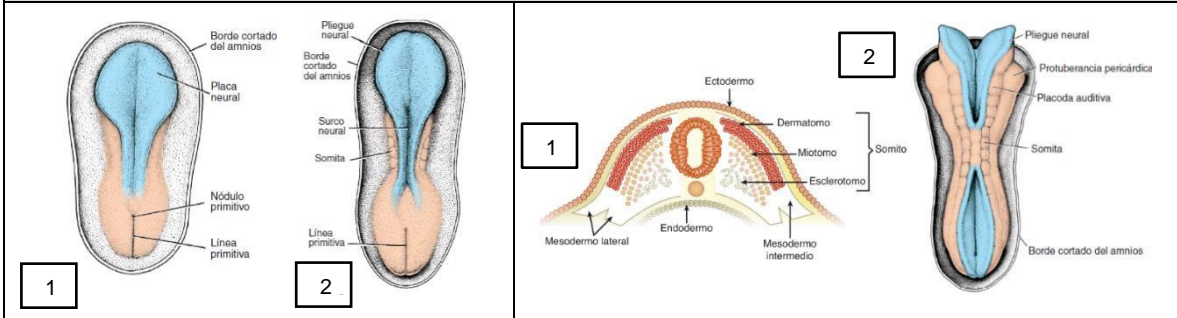 Borde cortado
del amnios
Placa
neural
Nódulo
primitivo
Línea
primitiva
1
Pliegue
neural
Borde
cortado
del amnios
Surco
neural
Somita
Línea
primitiva
2
1
Ectodermo
Dermatomo
Miotomo
Somito
Esclerotomo
Endodermo
Mesodermo lateral
Mesodermo
intermedio
2
Pliegue neural
Protuberancia pericárdica
Placoda auditiva
Somita
Borde cortado del amnios